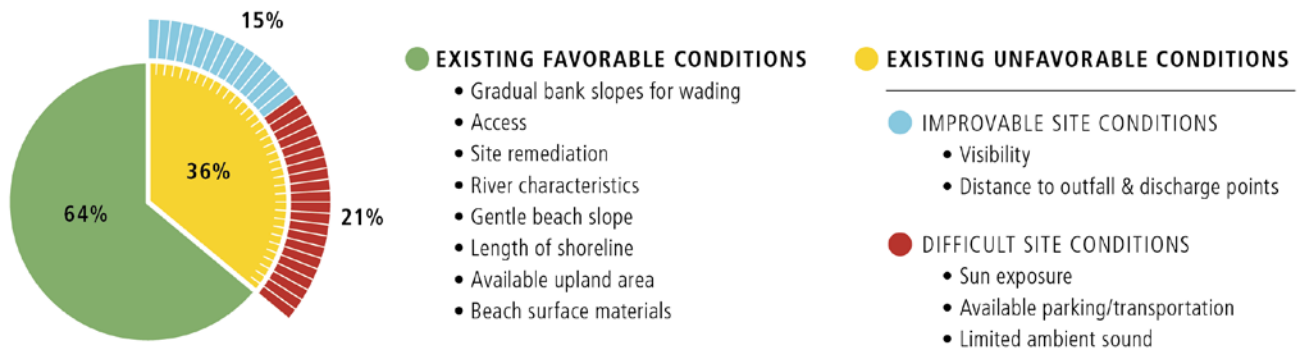 15%
36%
64%
21%
EXISTING FAVORABLE CONDITIONS
• Gradual bank slopes for wading
• Access
• Site remediation
• River characteristics
• Gentle beach slope
• Length of shoreline
• Available upland area
• Beach surface materials
EXISTING UNFAVORABLE CONDITIONS
IMPROVABLE SITE CONDITIONS
• Visibility
• Distance to outfall & discharge points
DIFFICULT SITE CONDITIONS
• Sun exposure
• Available parking/transportation
• Limited ambient sound